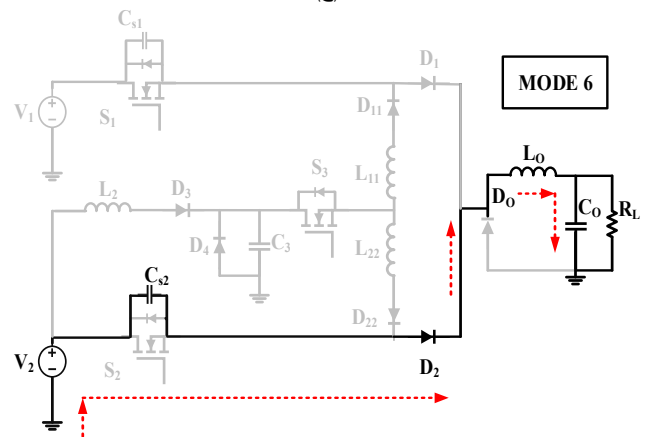 C_s1
D_1
MODE 6
V_1
S_1
D_11
L_O
L_2
D_3
S_3
L_11
D_O
C_O
R_L
D_4
C_3
L_22
C_s2
D_22
V_2
S_2
D_2